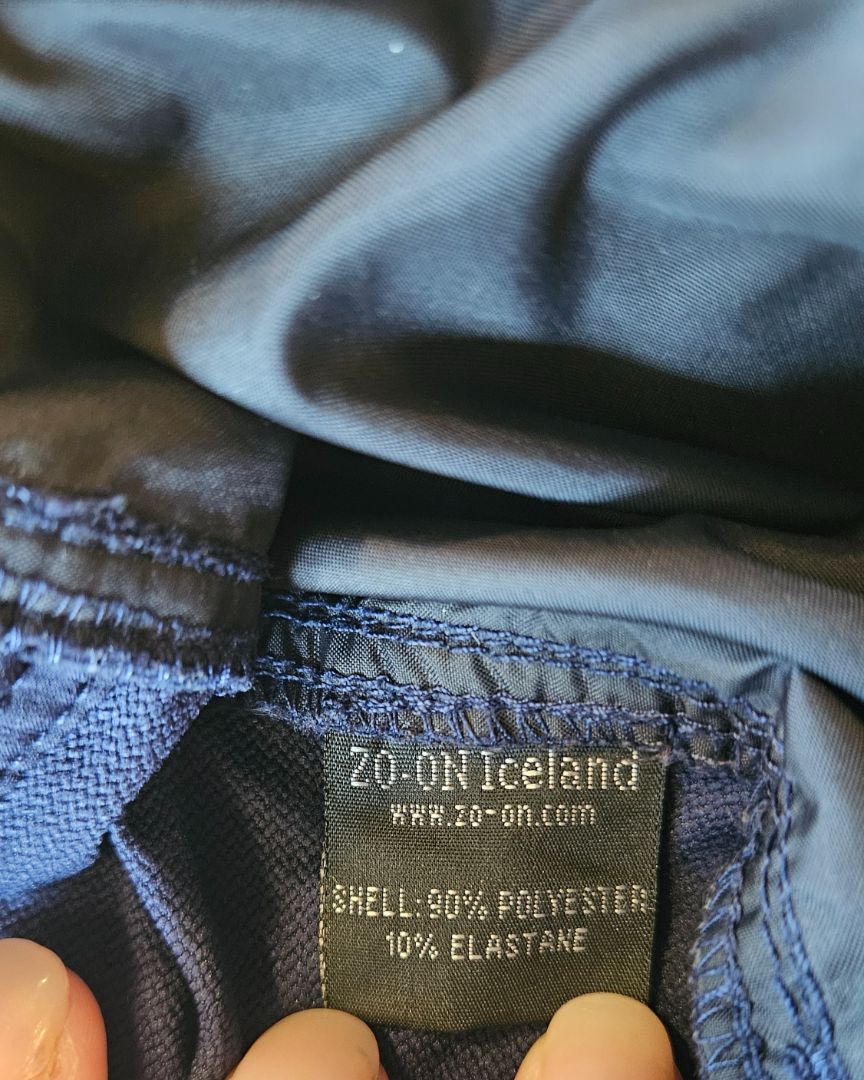 ZO-ON Iceland
www.zo-on.com
SHELL: 90% POLYESTER
10% ELASTANE